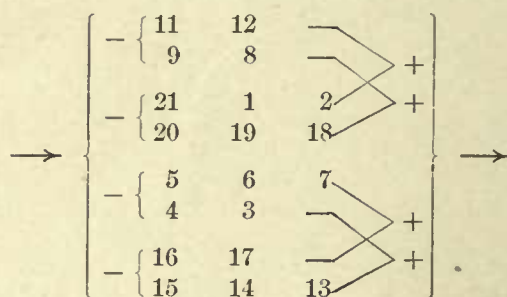 − { 11 12 —
9 8 — +
− { 21 1 2 +
20 19 18
→ →
− { 5 6 7
4 3 — +
− { 16 17 — +
15 14 13